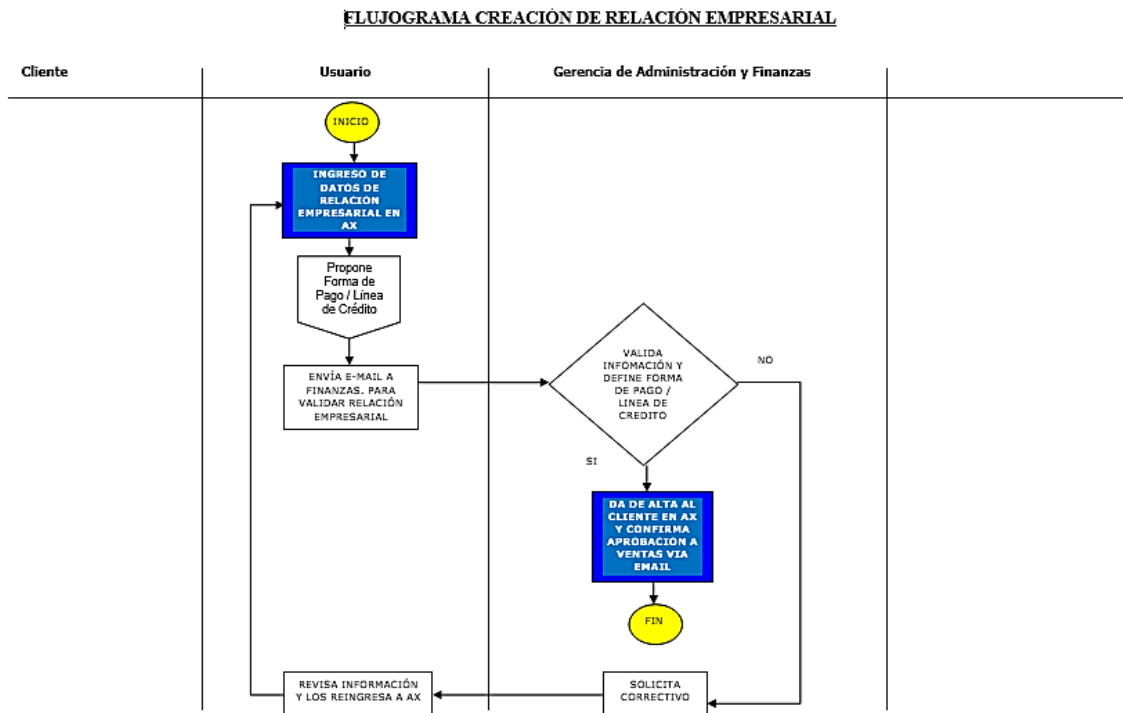 FLUJOGRAMA CREACIÓN DE RELACIÓN EMPRESARIAL
Cliente
Usuario
Gerencia de Administración y Finanzas
INICIO
INGRESO DE
DATOS DE
RELACIÓN
EMPRESARIAL EN
AX
Propone
Forma de
Pago / Línea
de Crédito
ENVÍA E-MAIL A
FINANZAS. PARA
VALIDAR RELACIÓN
EMPRESARIAL
VALIDA
INFOMACIÓN Y
DEFINE FORMA
DE PAGO /
LINEA DE
CREDITO
NO
SI
DA DE ALTA AL
CLIENTE EN AX
Y CONFIRMA
APROBACION A
VENTAS VIA
EMAIL
FIN
REVISA INFORMACIÓN
Y LOS REINGRESA A AX
SOLICITA
CORRECTIVO